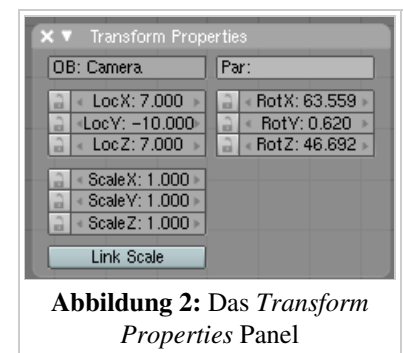 Transform Properties
OB: Camera Par:
LocX: 7.000 RotX: 63.559
LocY: -10.000 RotY: 0.620
LocZ: 7.000 RotZ: 46.692
ScaleX: 1.000
ScaleY: 1.000
ScaleZ: 1.000
Link Scale
Abbildung 2: Das Transform
Properties Panel